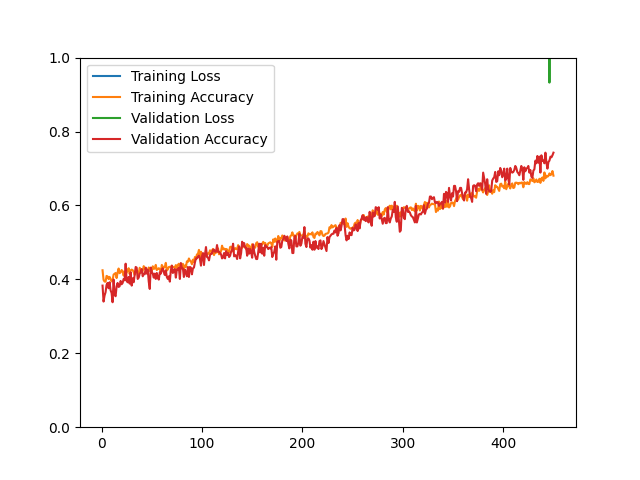 Training Loss
Training Accuracy
Validation Loss
Validation Accuracy
1.0
0.8
0.6
0.4
0.2
0.0
0 100 200 300 400